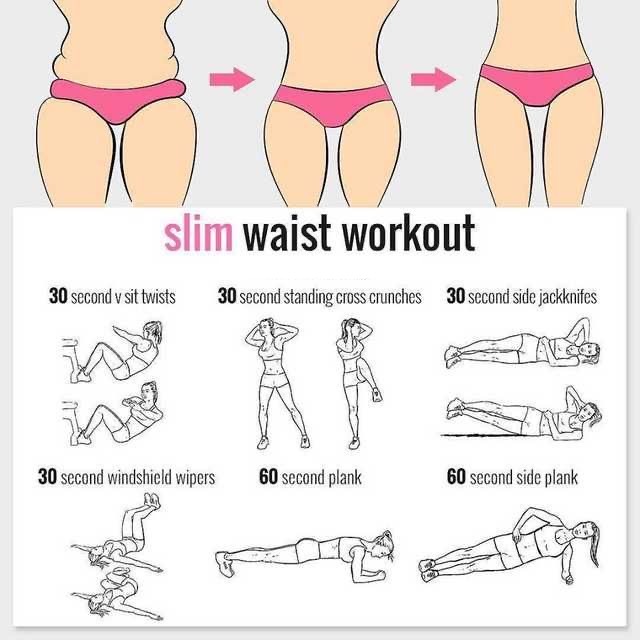 slim waist workout
30 second v sit twists
30 second standing cross crunches
30 second side jackknifes
30 second windshield wipers
60 second plank
60 second side plank